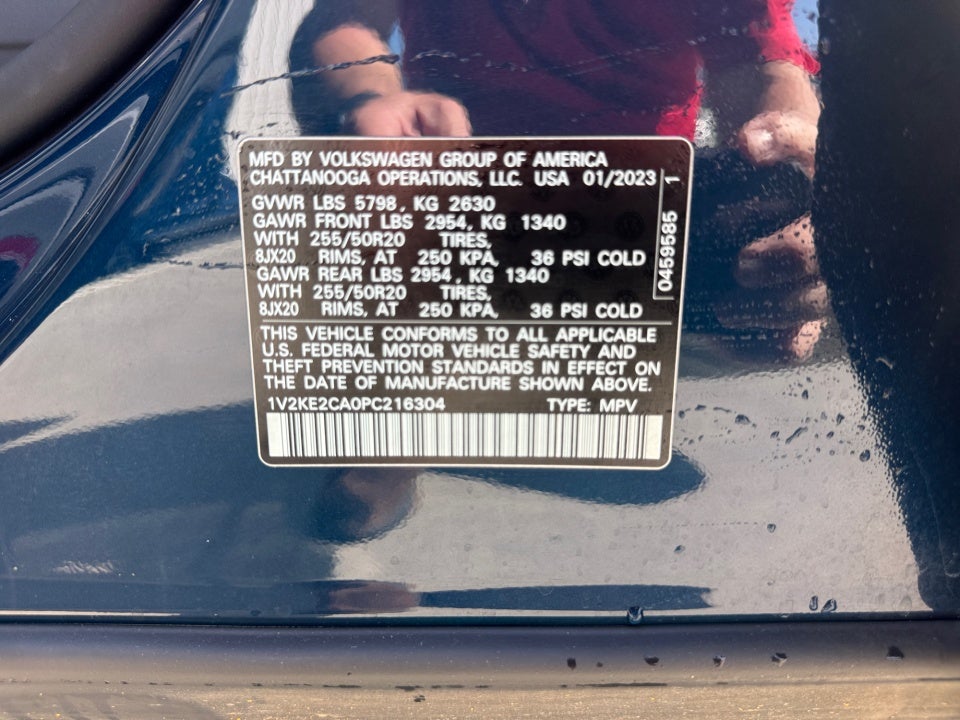 MFD BY VOLKSWAGEN GROUP OF AMERICA
CHATTANOOGA OPERATIONS, LLC. USA 01/2023
GVWR LBS 5798, KG 2630
GAWR FRONT LBS 2954, KG 1340
WITH 255/50R20 TIRES,
8JX20 RIMS, AT 250 KPA, 36 PSI COLD
GAWR REAR LBS 2954, KG 1340
WITH 255/50R20 TIRES,
8JX20 RIMS, AT 250 KPA, 36 PSI COLD
0459585 1
THIS VEHICLE CONFORMS TO ALL APPLICABLE
U.S. FEDERAL MOTOR VEHICLE SAFETY AND
THEFT PREVENTION STANDARDS IN EFFECT ON
THE DATE OF MANUFACTURE SHOWN ABOVE.
1V2KE2CA0PC216304 TYPE: MPV